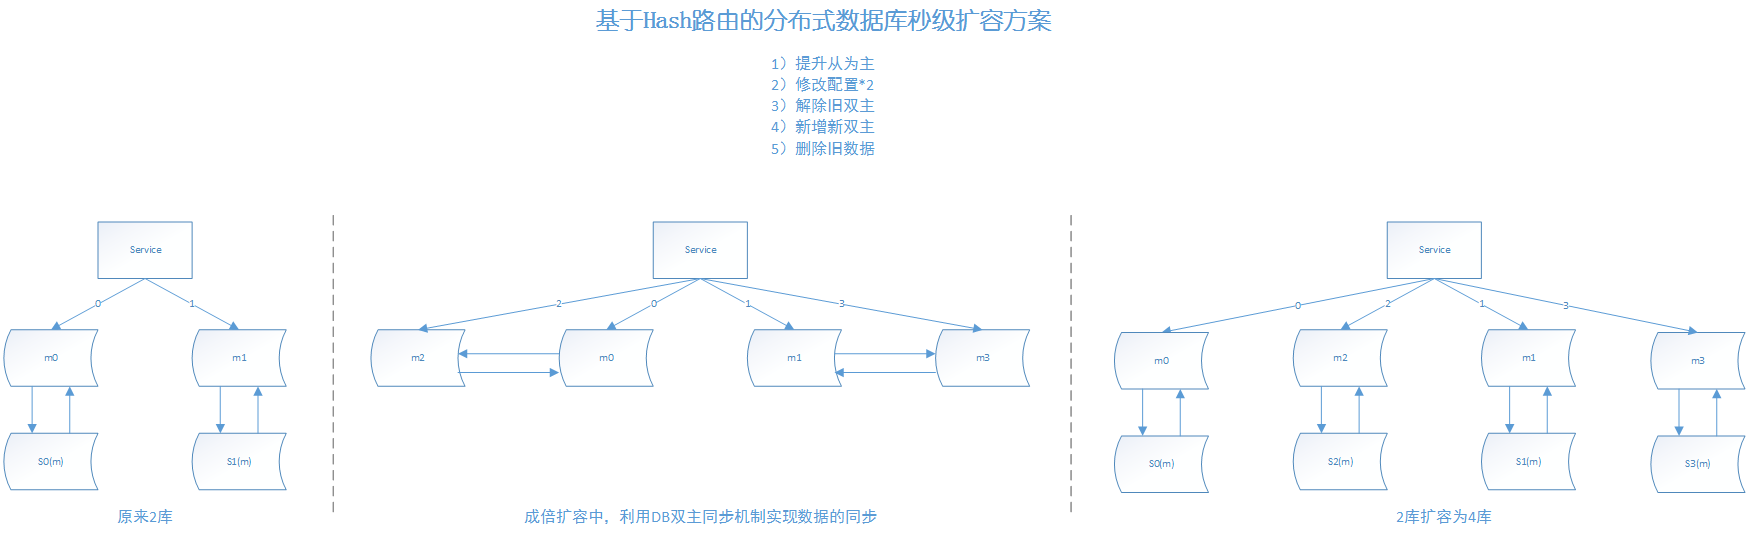 基于Hash路由的分布式数据库秒级扩容方案
1）提升从为主
2）修改配置*2
3）解除旧双主
4）新增新双主
5）删除旧数据
Service
0
1
m0
m1
S0(m)
S1(m)
原来2库
Service
2
0
1
3
m2
m0
m1
m3
成倍扩容中，利用DB双主同步机制实现数据的同步
Service
0
2
1
3
m0
m2
m1
m3
S0(m)
S2(m)
S1(m)
S3(m)
2库扩容为4库